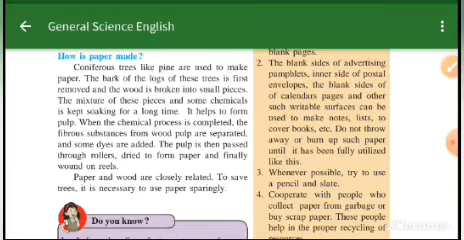 General Science English
How is paper made?
Coniferous trees like pine are used to make
paper. The bark of the logs of these trees is first
removed and the wood is broken into small pieces.
The mixture of these pieces and some chemicals
is kept soaking for a long time. It helps to form
pulp. When the chemical process is completed, the
fibrous substances from wood pulp are separated,
and some dyes are added. The pulp is then passed
through rollers, dried to form paper and finally
wound on reels.
Paper and wood are closely related. To save
trees, it is necessary to use paper sparingly.
Do you know?
blank pages.
2. The blank sides of advertising
pamphlets, inner side of postal
envelopes, the blank sides of
of calendars pages and other
such writable surfaces can be
used to make notes, lists, to
cover books, etc. Do not throw
away or burn up such paper
until it has been fully utilized
like this.
3. Whenever possible, try to use
a pencil and slate.
4. Cooperate with people who
collect paper from garbage or
buy scrap paper. These people
help in the proper recycling of